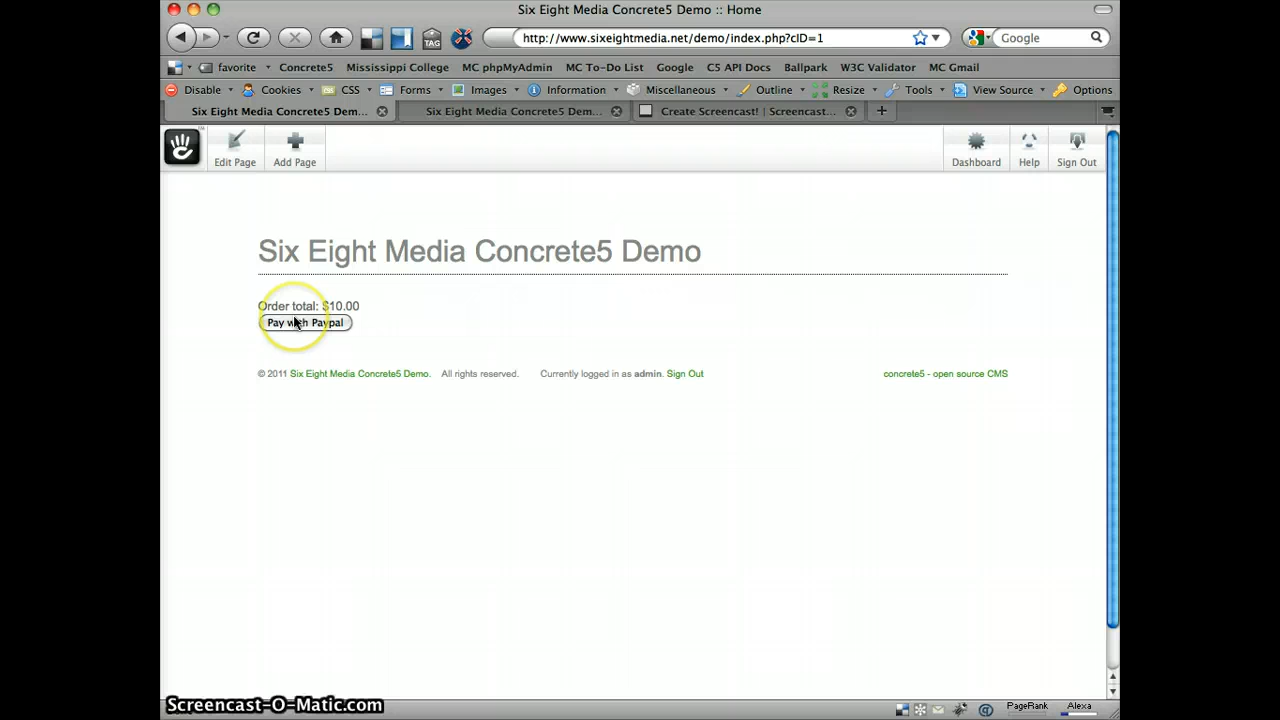 Six Eight Media Concrete5 Demo :: Home
http://www.sixeightmedia.net/demo/index.php?cID=1
Google
TAG
favorite Concrete5 Mississippi College MC phpMyAdmin MC To-Do List Google C5 API Docs Ballpark W3C Validator MC Gmail
Disable Cookies CSS Forms Images Information Miscellaneous Outline Resize Tools View Source Options
Six Eight Media Concrete5 Dem... Six Eight Media Concrete5 Dem... Create Screencast! | Screencast...
Edit Page Add Page Dashboard Help Sign Out
Six Eight Media Concrete5 Demo
Order total: $10.00
Pay with Paypal
© 2011 Six Eight Media Concrete5 Demo. All rights reserved. Currently logged in as admin. Sign Out concrete5 - open source CMS
Screencast-O-Matic.com
PageRank Alexa